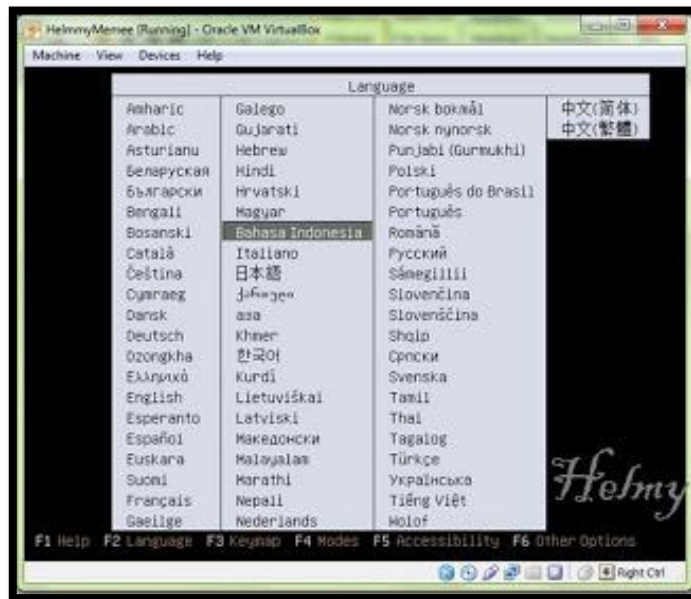 HelmmyMemsee [Running] - Oracle VM VirtualBox
Machine View Devices Help
Language
Amharic
Arabic
Asturianu
Беларуская
Български
Bengali
Bosanski
Català
Čeština
Cymraeg
Dansk
Deutsch
Dzongkha
Ελληνικά
English
Esperanto
Español
Euskara
Suomi
Français
Gaeilge
Galego
Gujarati
Hebrew
Hindi
Hrvatski
Magyar
Bahasa Indonesia
Italiano
日本語
ქართული
Khmer
한국어
Kurdî
Lietuviškai
Latviski
Македонски
Malayalam
Marathi
Nepali
Nederlands
Norsk bokmål
Norsk nynorsk
Punjabi (Gurmukhi)
Polski
Português do Brasil
Português
Română
Русский
Sámegillii
Slovenčina
Slovenščina
Shqip
Српски
Svenska
Tamil
Thai
Tagalog
Türkçe
Українська
Tiếng Việt
Wolof
中文(简体)
中文(繁體)
Helmy
F1 Help F2 Language F3 Keymap F4 Modes F5 Accessibility F6 Other Options
Right Ctrl